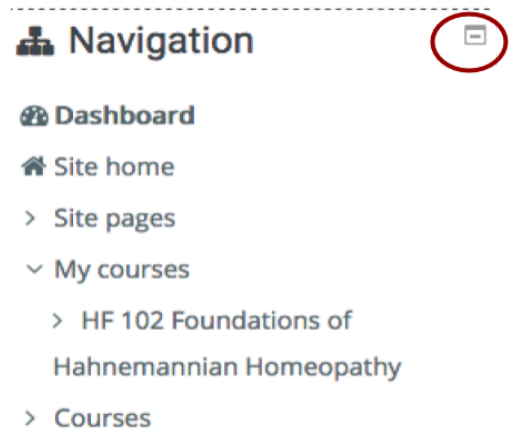 Navigation
Dashboard
Site home
Site pages
My courses
HF 102 Foundations of
Hahnemannian Homeopathy
Courses